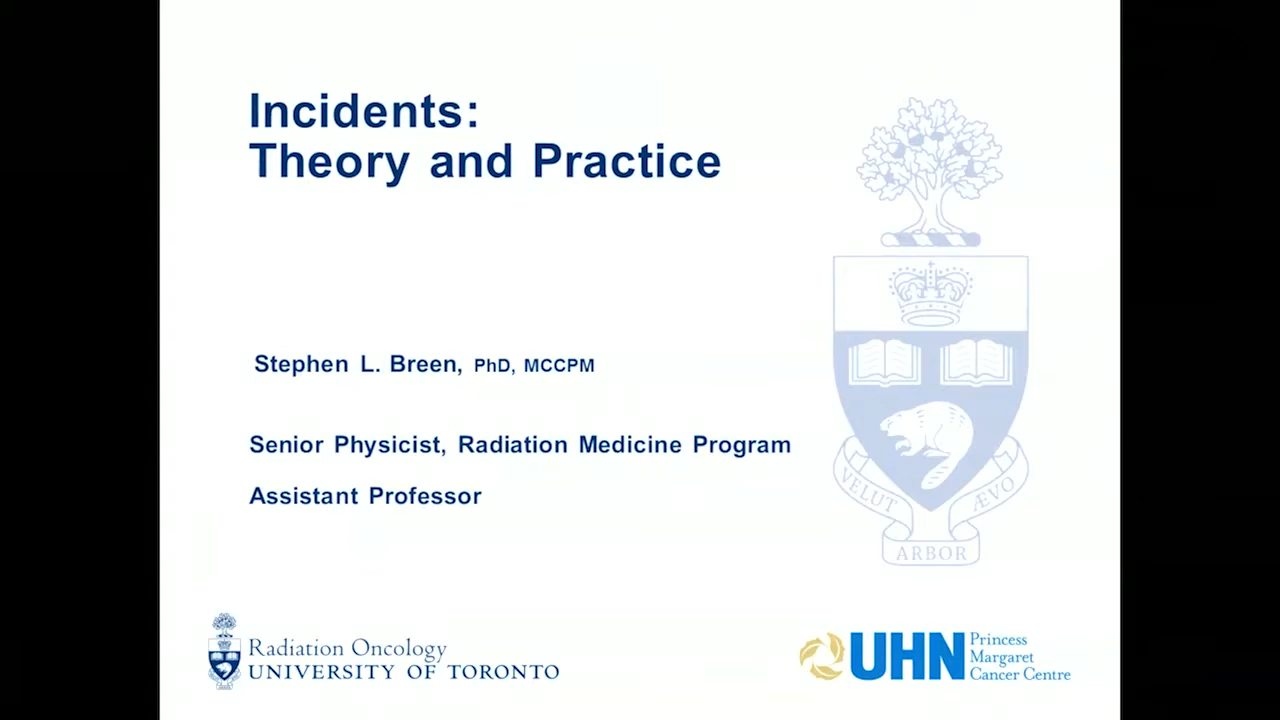 Incidents:
Theory and Practice
Stephen L. Breen, PhD, MCCPM
Senior Physicist, Radiation Medicine Program
Assistant Professor
VELUT
ÆVO
ARBOR
Radiation Oncology
UNIVERSITY OF TORONTO
UHN
Princess
Margaret
Cancer Centre